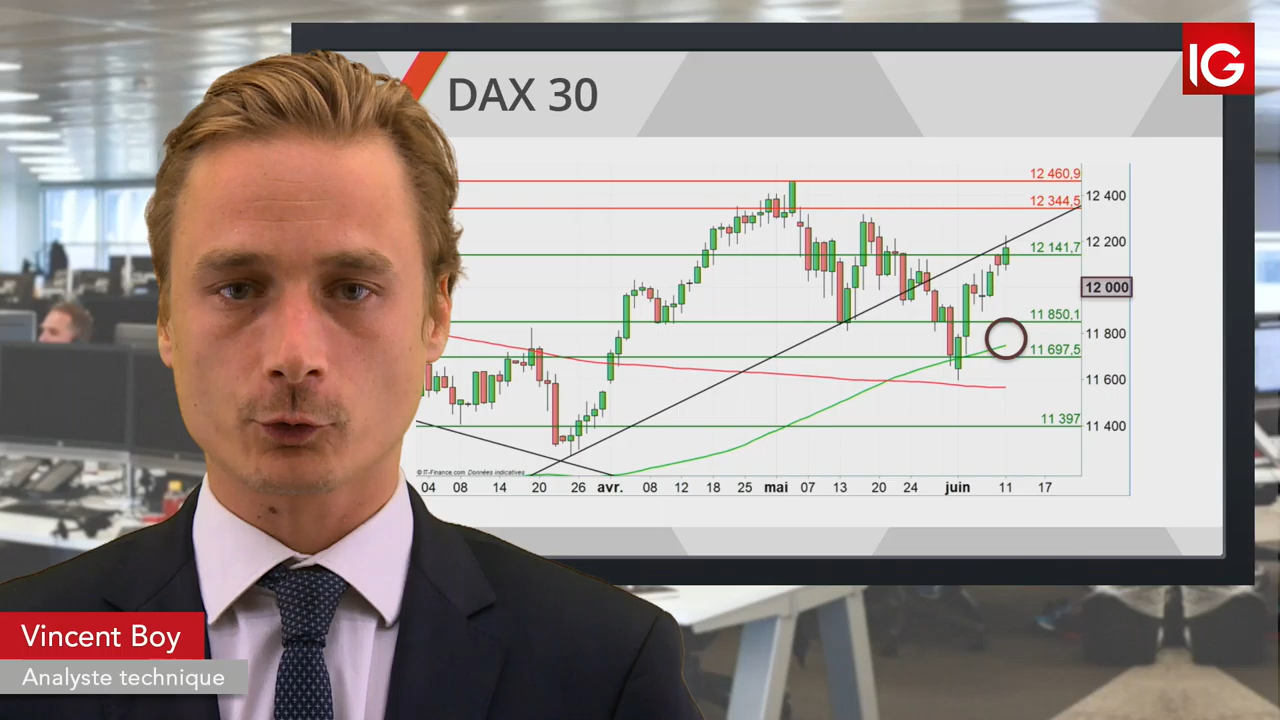 IG
DAX 30
12 460,9
12 344,5
12 141,7
11 850,1
11 697,5
11 397
12 400
12 200
12 000
11 800
11 600
11 400
© IT-Finance.com Données indicatives
04 08 14 20 26 avr. 08 12 18 25 mai 07 13 20 24 juin 11 17
Vincent Boy
Analyste technique